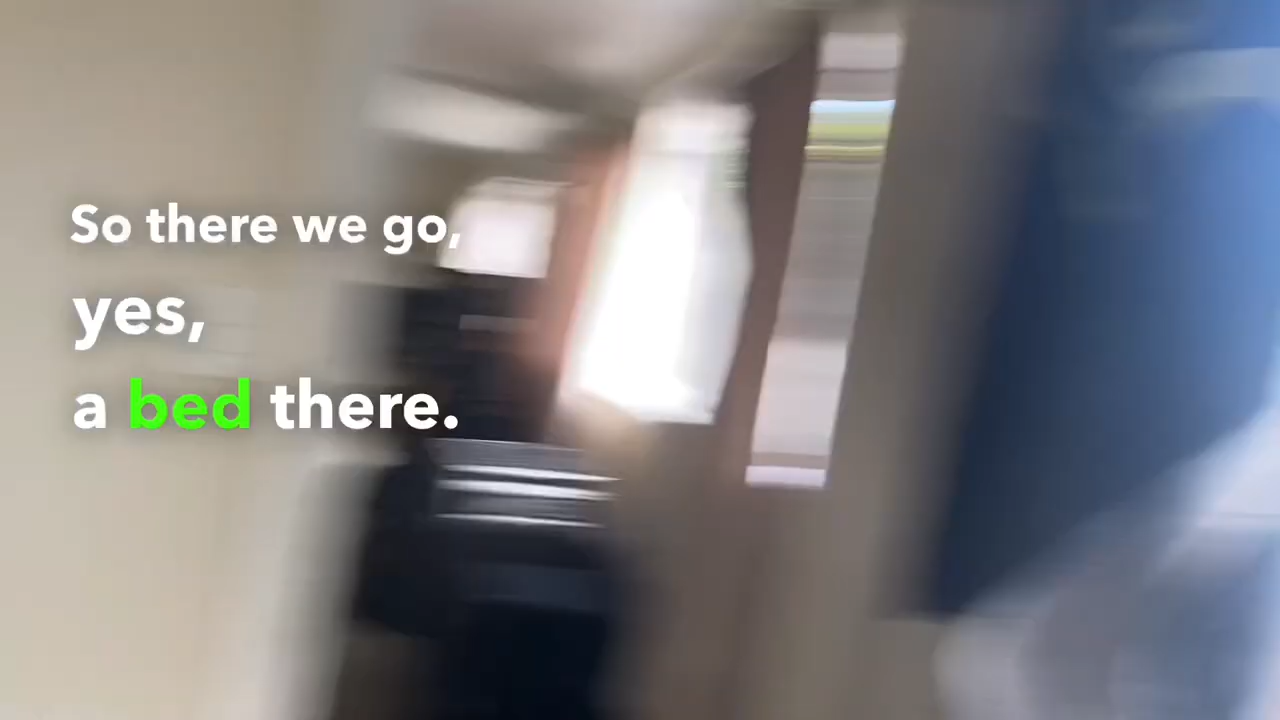 So there we go,
yes,
a bed there.